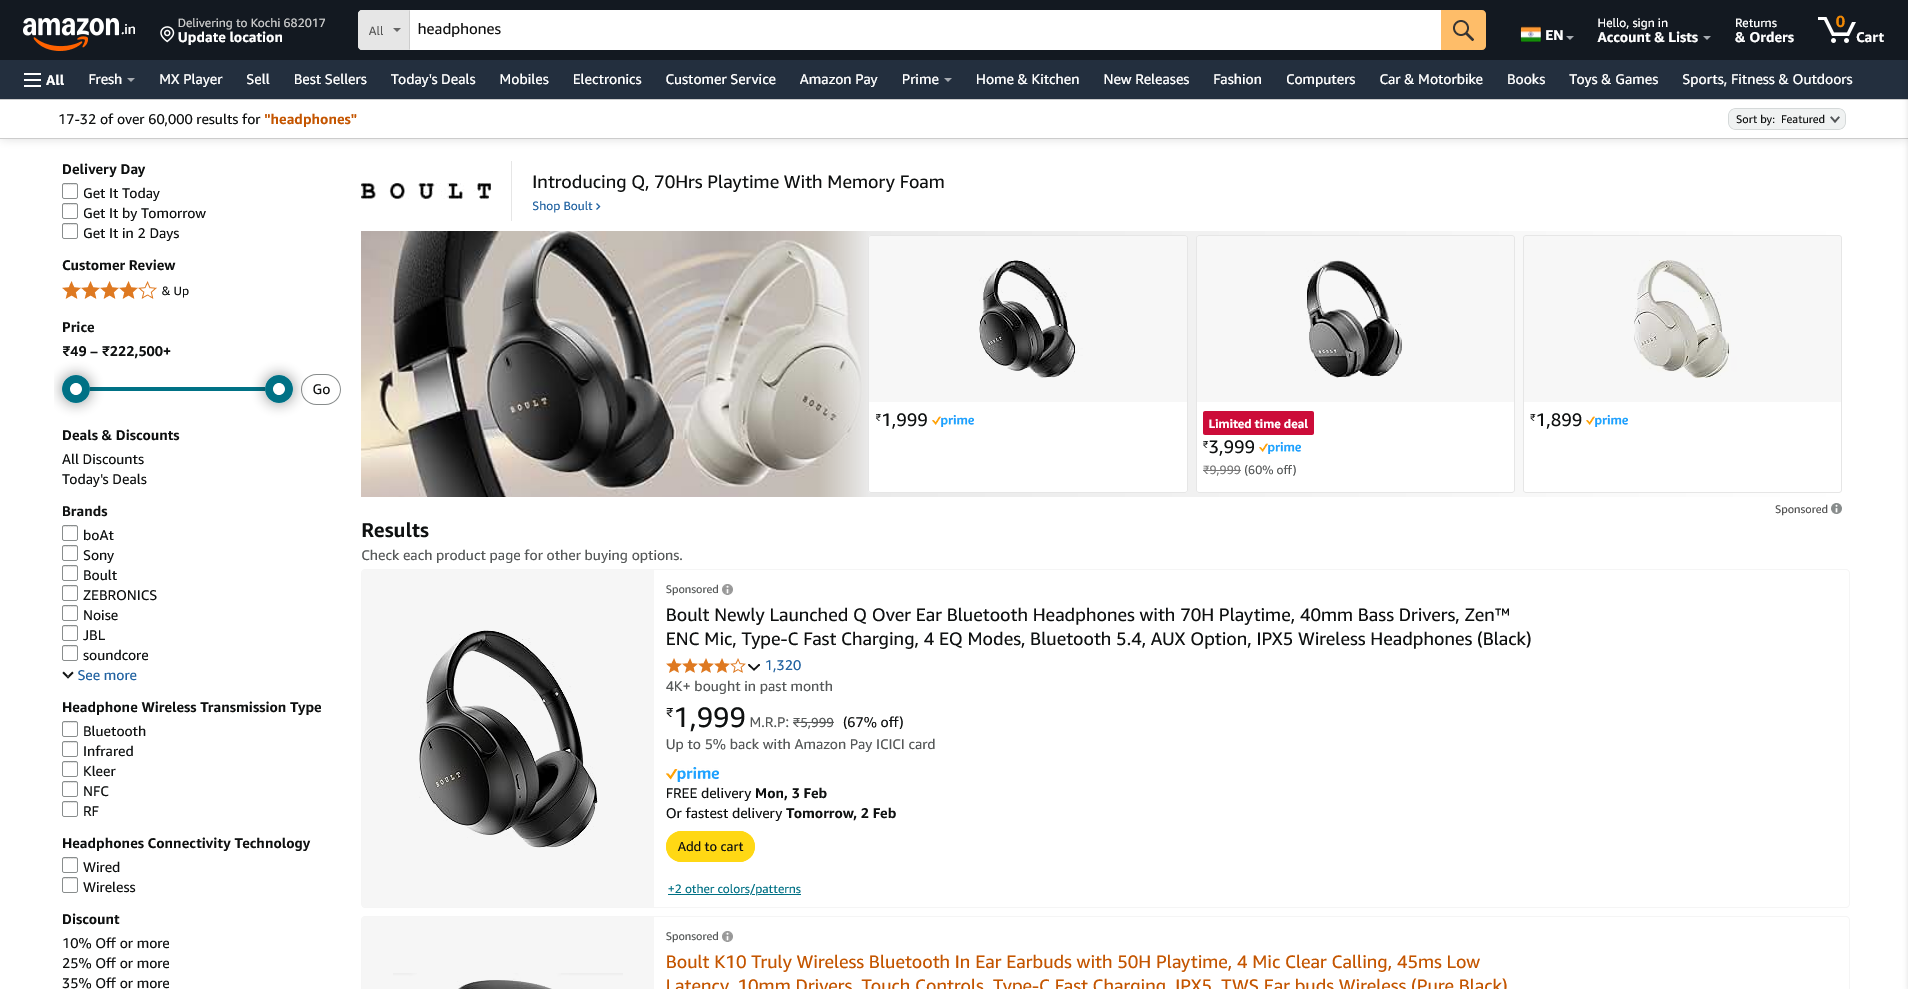 amazon.in
Delivering to Kochi 682017
Update location
All
headphones
EN
Hello, sign in
Account & Lists
Returns
& Orders
0
Cart
All
Fresh
MX Player
Sell
Best Sellers
Today's Deals
Mobiles
Electronics
Customer Service
Amazon Pay
Prime
Home & Kitchen
New Releases
Fashion
Computers
Car & Motorbike
Books
Toys & Games
Sports, Fitness & Outdoors
17-32 of over 60,000 results for "headphones"
Sort by: Featured
Delivery Day
Get It Today
Get It by Tomorrow
Get It in 2 Days
Customer Review
& Up
Price
₹49 – ₹222,500+
Go
Deals & Discounts
All Discounts
Today's Deals
Brands
boAt
Sony
Boult
ZEBRONICS
Noise
JBL
soundcore
See more
Headphone Wireless Transmission Type
Bluetooth
Infrared
Kleer
NFC
RF
Headphones Connectivity Technology
Wired
Wireless
Discount
10% Off or more
25% Off or more
35% Off or more
BOULT
Introducing Q, 70Hrs Playtime With Memory Foam
Shop Boult ›
BOULT
BOULT
BOULT
₹1,999 prime
BOULT
Limited time deal
₹3,999 prime
₹9,999 (60% off)
BOULT
₹1,899 prime
Sponsored
Results
Check each product page for other buying options.
BOULT
Sponsored
Boult Newly Launched Q Over Ear Bluetooth Headphones with 70H Playtime, 40mm Bass Drivers, Zen™
ENC Mic, Type-C Fast Charging, 4 EQ Modes, Bluetooth 5.4, AUX Option, IPX5 Wireless Headphones (Black)
1,320
4K+ bought in past month
₹1,999 M.R.P: ₹5,999 (67% off)
Up to 5% back with Amazon Pay ICICI card
prime
FREE delivery Mon, 3 Feb
Or fastest delivery Tomorrow, 2 Feb
Add to cart
+2 other colors/patterns
Sponsored
Boult K10 Truly Wireless Bluetooth In Ear Earbuds with 50H Playtime, 4 Mic Clear Calling, 45ms Low
Latency, 10mm Drivers, Touch Controls, Type-C Fast Charging, IPX5, TWS Ear buds Wireless (Pure Black)